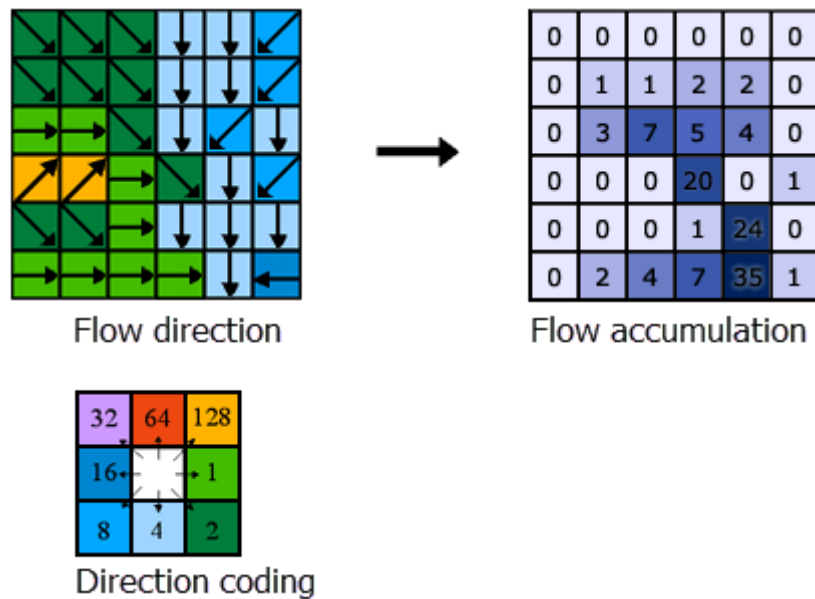 0 0 0 0 0 0
0 1 1 2 2 0
0 3 7 5 4 0
0 0 0 20 0 1
0 0 0 1 24 0
0 2 4 7 35 1
Flow direction
Flow accumulation
32 64 128
16 1
8 4 2
Direction coding